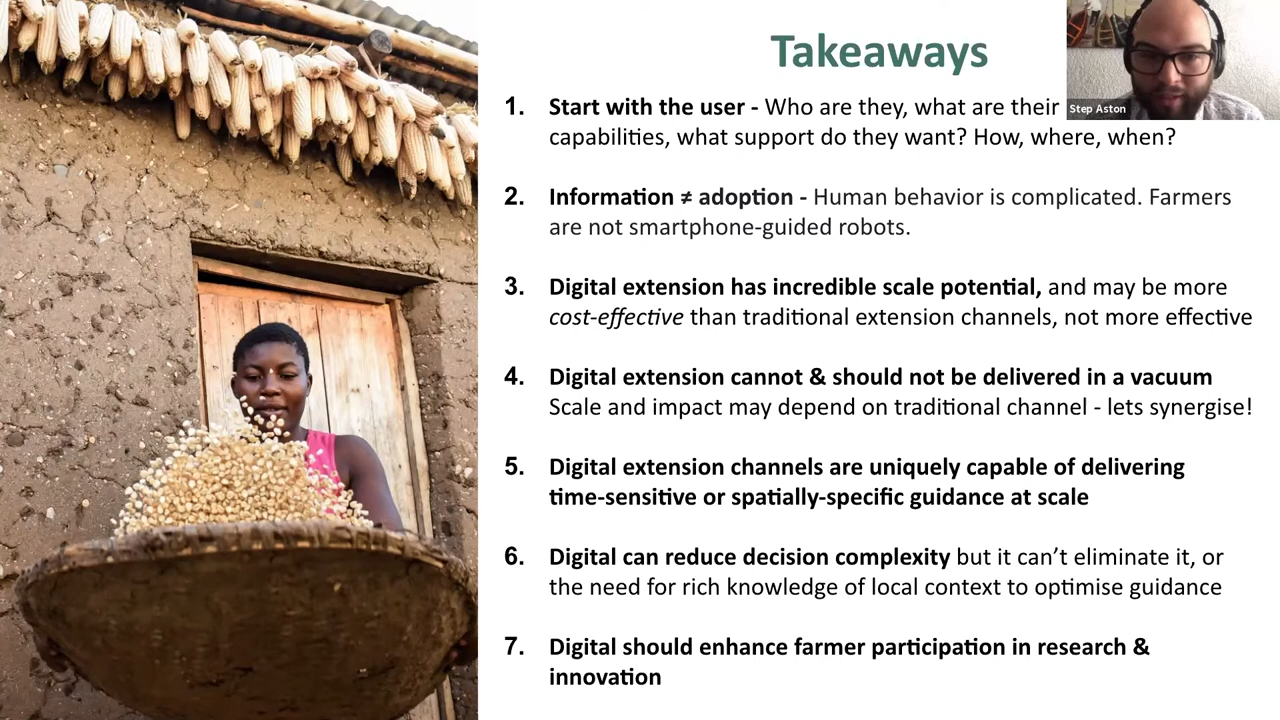 Takeaways
Step Aston
1. Start with the user - Who are they, what are their
capabilities, what support do they want? How, where, when?
2. Information ≠ adoption - Human behavior is complicated. Farmers
are not smartphone-guided robots.
3. Digital extension has incredible scale potential, and may be more
cost-effective than traditional extension channels, not more effective
4. Digital extension cannot & should not be delivered in a vacuum
Scale and impact may depend on traditional channel - lets synergise!
5. Digital extension channels are uniquely capable of delivering
time-sensitive or spatially-specific guidance at scale
6. Digital can reduce decision complexity but it can’t eliminate it, or
the need for rich knowledge of local context to optimise guidance
7. Digital should enhance farmer participation in research &
innovation